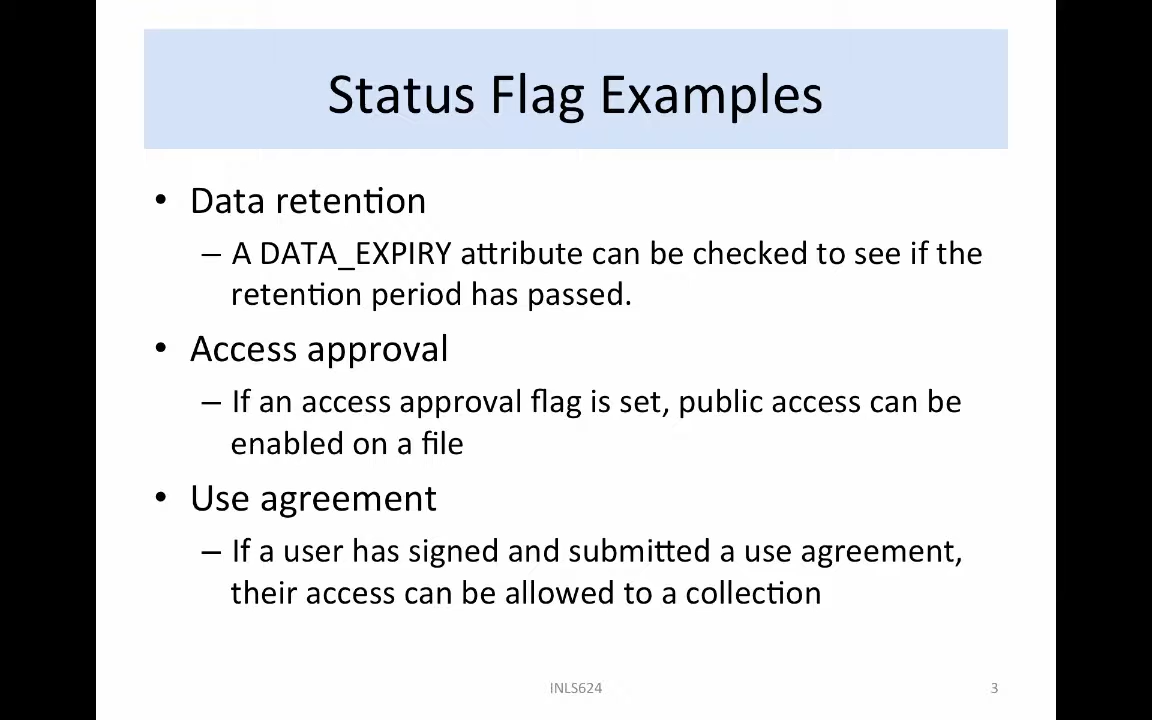 Status Flag Examples
• Data retention
– A DATA_EXPIRY attribute can be checked to see if the
retention period has passed.
• Access approval
– If an access approval flag is set, public access can be
enabled on a file
• Use agreement
– If a user has signed and submitted a use agreement,
their access can be allowed to a collection
INLS624
3